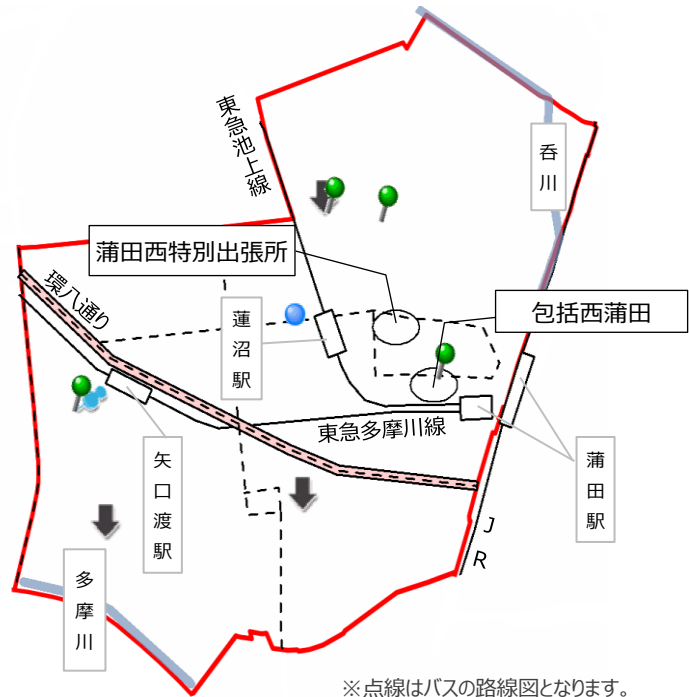 東急池上線
呑川
蒲田西特別出張所
環八通り
蓮沼駅
包括西蒲田
東急多摩川線
矢口渡駅
蒲田駅
JR
多摩川
※点線はバスの路線図となります。